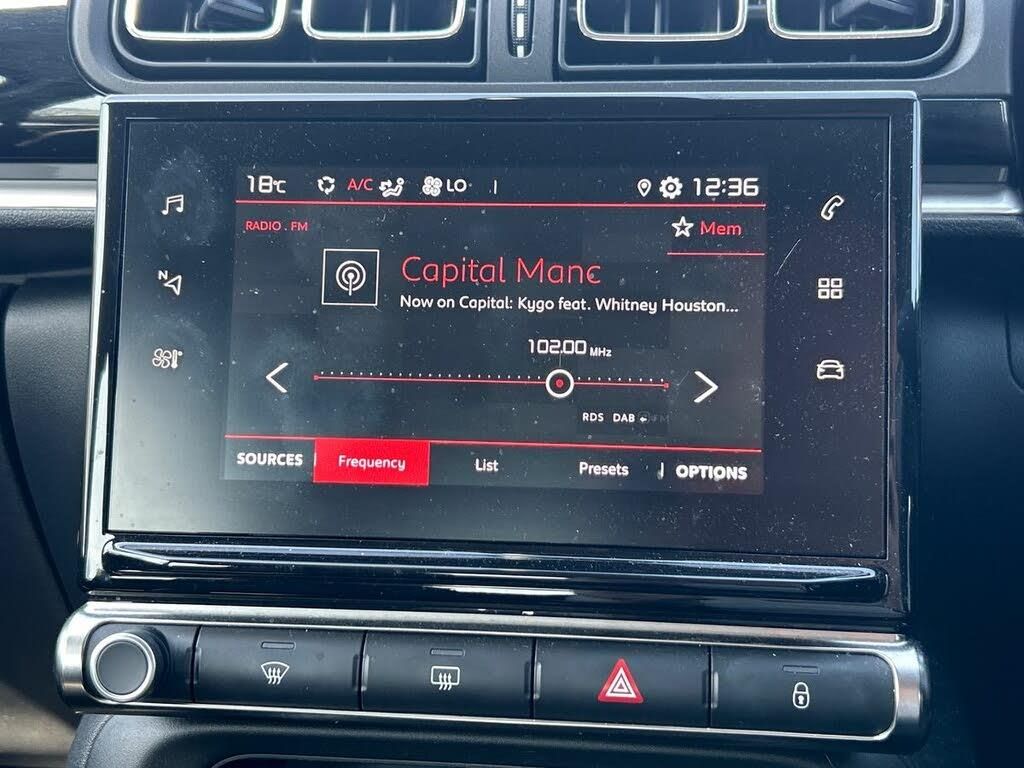 18°C A/C LO 12:36
RADIO . FM
Mem
Capital Manc
Now on Capital: Kygo feat. Whitney Houston...
102.00 MHz
N
RDS DAB FM
SOURCES Frequency List Presets OPTIONS